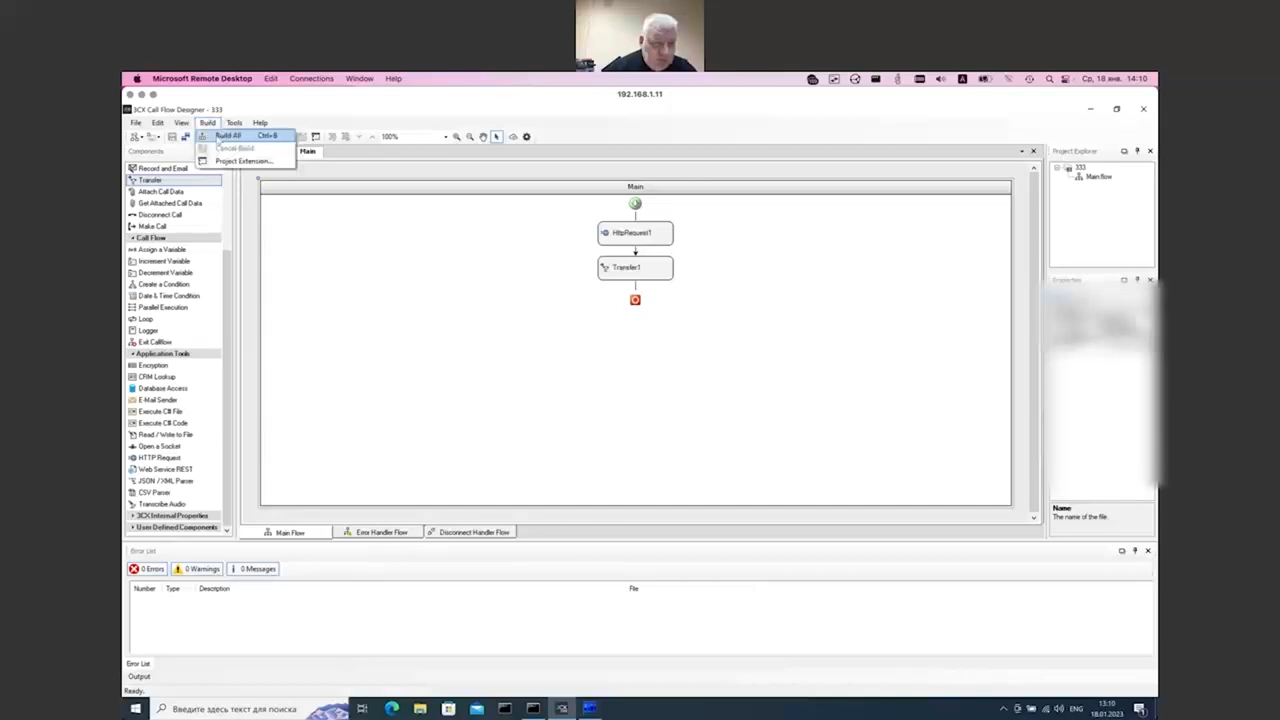 Microsoft Remote Desktop Edit Connections Window Help
A Ср, 18 янв. 14:10
192.168.1.11
3CX Call Flow Designer - 333
File Edit View Build Tools Help
Build All Ctrl+B
Cancel Build
Project Extension...
100%
Components
Main
Project Explorer
Record and Email
Transfer
Attach Call Data
Get Attached Call Data
Disconnect Call
Make Call
Call Flow
Assign a Variable
Increment Variable
Decrement Variable
Create a Condition
Date & Time Condition
Parallel Execution
Loop
Logger
Exit Callflow
Application Tools
Encryption
CRM Lookup
Database Access
E-Mail Sender
Execute C# File
Execute C# Code
Read / Write to File
Open a Socket
HTTP Request
Web Service REST
JSON / XML Parser
CSV Parser
Transcribe Audio
3CX Internal Properties
User Defined Components
Main
HttpRequest1
Transfer1
333
Main.flow
Properties
Name
The name of the file.
Main Flow Error Handler Flow Disconnect Handler Flow
Error List
0 Errors 0 Warnings 0 Messages
Number Type Description File
Error List
Output
Ready.
Введите здесь текст для поиска
ENG
13:10
18.01.2023